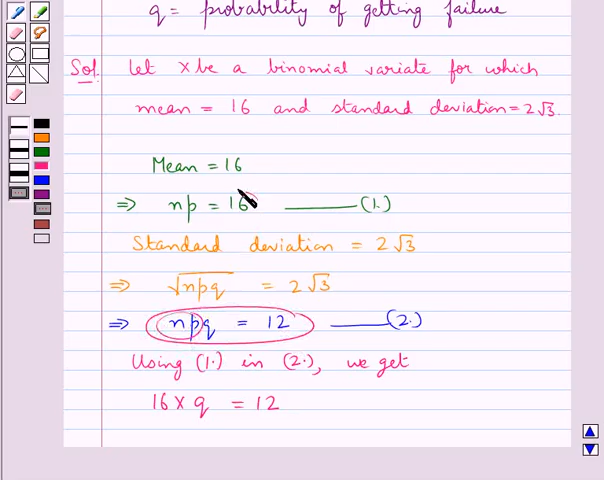 q = probability of getting failure
Sol. Let X be a binomial variate for which
mean = 16 and standard deviation = 2√3.
Mean = 16
⇒ np = 16 ———(1.)
Standard deviation = 2√3
⇒ √npq = 2√3
⇒ npq = 12 ———(2.)
Using (1.) in (2.), we get
16 × q = 12